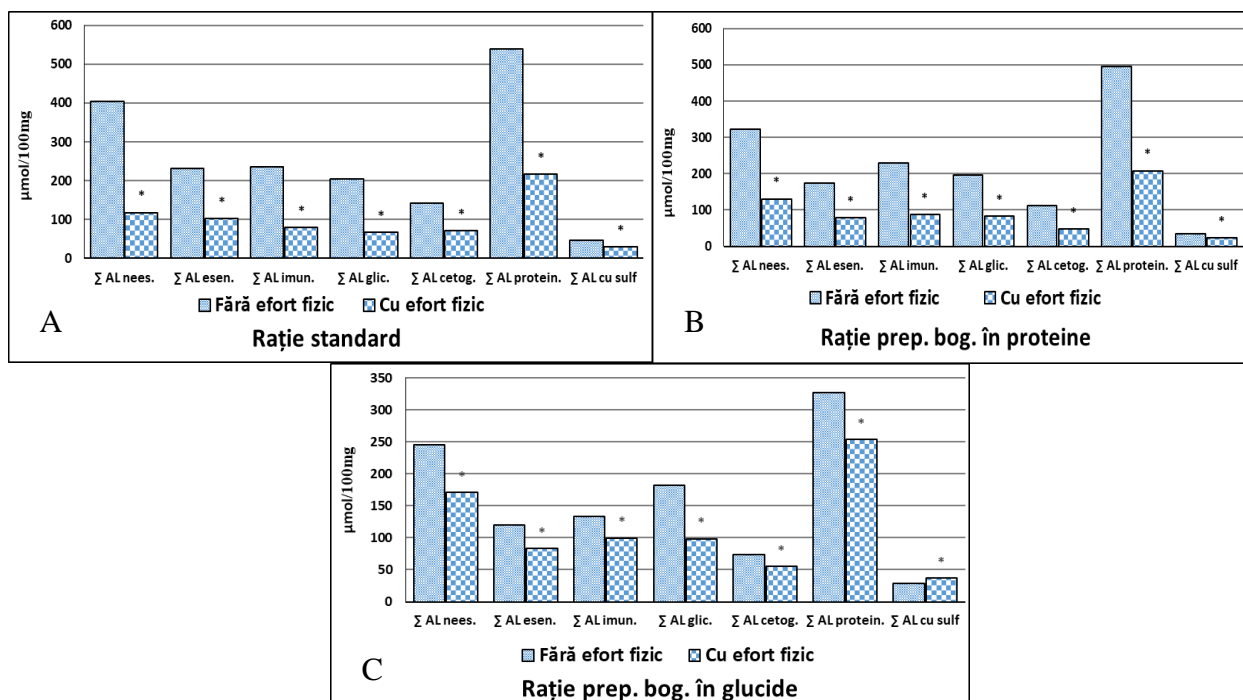 600
500
400
300
200
100
0
µmol/100mg
* * * * * * *
∑ AL nees. ∑ AL esen. ∑ AL imun. ∑ AL glic. ∑ AL cetog. ∑ AL protein. ∑ AL cu sulf
Fără efort fizic Cu efort fizic
A
Rație standard
600
500
400
300
200
100
0
µmol/100mg
* * * * * * *
∑ AL nees. ∑ AL esen. ∑ AL imun. ∑ AL glic. ∑ AL cetog. ∑ AL protein. ∑ AL cu sulf
Fără efort fizic Cu efort fizic
B
Rație prep. bog. în proteine
350
300
250
200
150
100
50
0
µmol/100mg
* * * * * * *
∑ AL nees. ∑ AL esen. ∑ AL imun. ∑ AL glic. ∑ AL cetog. ∑ AL protein. ∑ AL cu sulf
Fără efort fizic Cu efort fizic
C
Rație prep. bog. în glucide